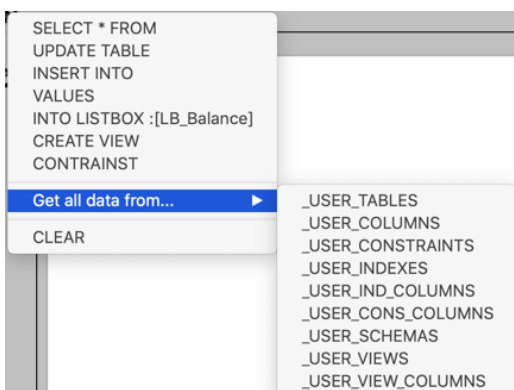 SELECT * FROM
UPDATE TABLE
INSERT INTO
VALUES
INTO LISTBOX :[LB_Balance]
CREATE VIEW
CONTRAINST
Get all data from...
CLEAR
_USER_TABLES
_USER_COLUMNS
_USER_CONSTRAINTS
_USER_INDEXES
_USER_IND_COLUMNS
_USER_CONS_COLUMNS
_USER_SCHEMAS
_USER_VIEWS
_USER_VIEW_COLUMNS